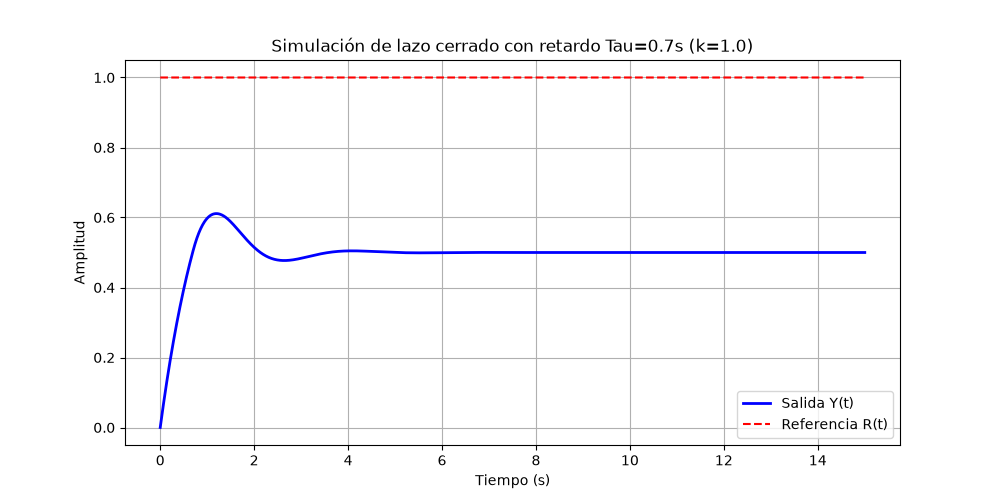 Simulación de lazo cerrado con retardo Tau=0.7s (k=1.0)
Amplitud
1.0
0.8
0.6
0.4
0.2
0.0
Salida Y(t)
Referencia R(t)
0 2 4 6 8 10 12 14
Tiempo (s)